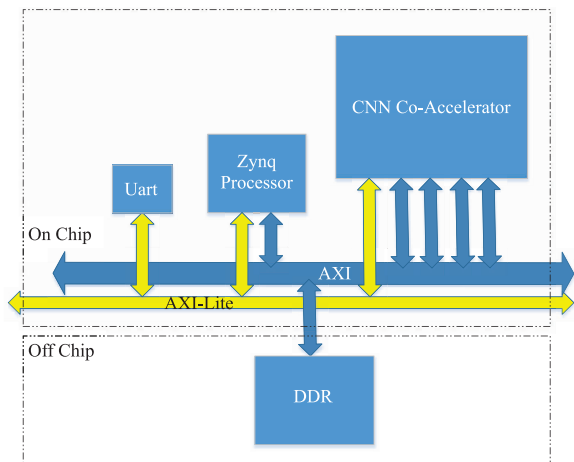 CNN Co-Accelerator
Zynq
Processor
Uart
On Chip
AXI
AXI-Lite
Off Chip
DDR